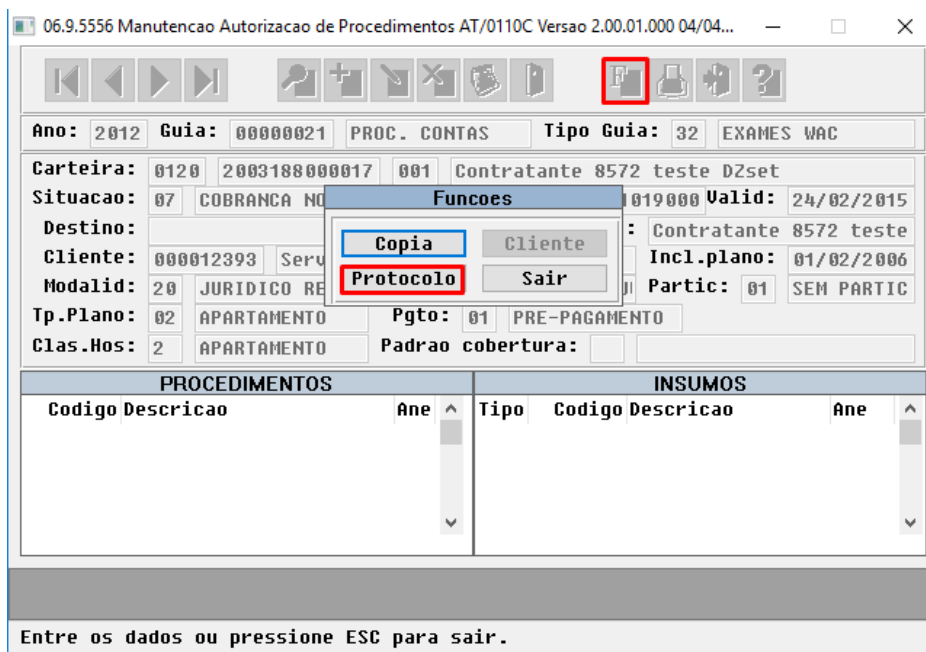 06.9.5556 Manutencao Autorizacao de Procedimentos AT/0110C Versao 2.00.01.000 04/04...
Ano: 2012 Guia: 00000021 PROC. CONTAS Tipo Guia: 32 EXAMES WAC
Carteira: 0120 2003188000017 001 Contratante 8572 teste DZset
Situacao: 07 COBRANCA NO 1019000 Valid: 24/02/2015
Funcoes
Destino: : Contratante 8572 teste
Copia Cliente
Cliente: 000012393 Serv Incl.plano: 01/02/2006
Protocolo Sair
Modalid: 20 JURIDICO RE Partic: 01 SEM PARTIC
Tp.Plano: 02 APARTAMENTO Pgto: 01 PRE-PAGAMENTO
Clas.Hos: 2 APARTAMENTO Padrao cobertura:
PROCEDIMENTOS INSUMOS
Codigo Descricao Ane Tipo Codigo Descricao Ane
Entre os dados ou pressione ESC para sair.